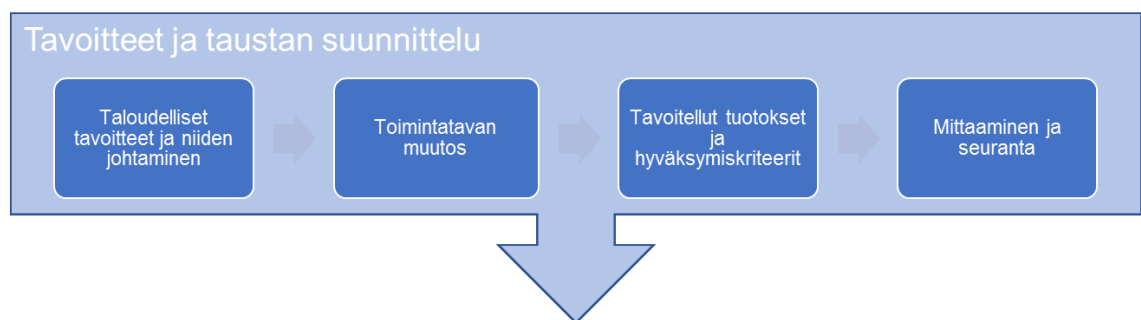 Tavoitteet ja taustan suunnittelu
Taloudelliset
tavoitteet ja niiden
johtaminen
Toimintatavan
muutos
Tavoitellut tuotokset
ja
hyväksymiskriteerit
Mittaaminen ja
seuranta